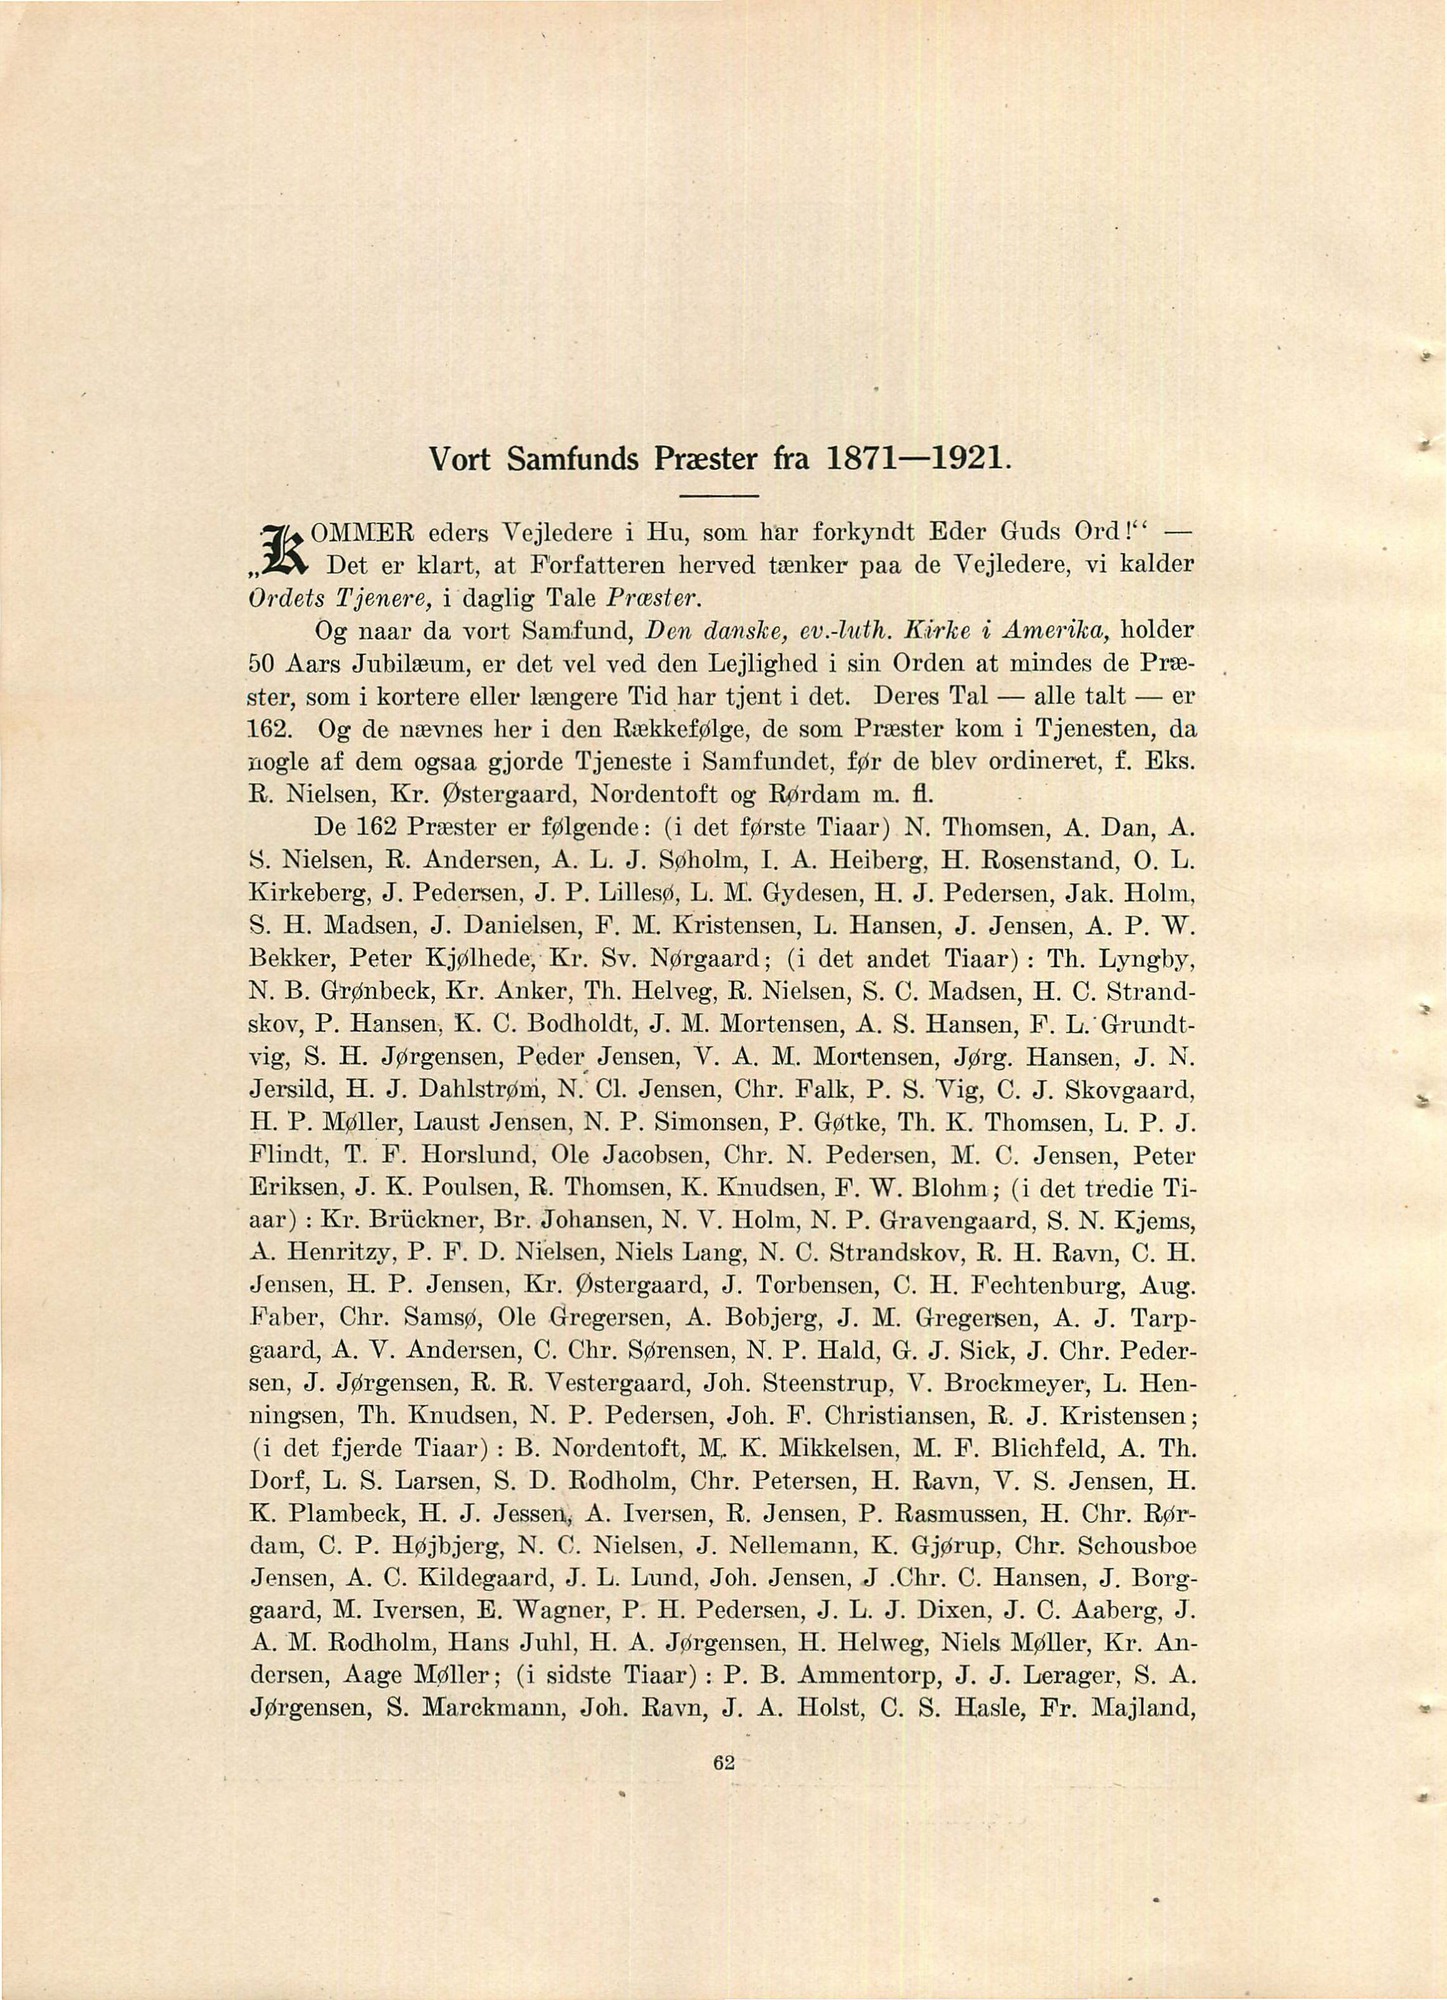 Vort Samfunds Præster fra 1871—1921.
„KOMMER eders Vejledere i Hu, som har forkyndt Eder Guds Ord!“ —
Det er klart, at Forfatteren herved tænker paa de Vejledere, vi kalder
Ordets Tjenere, i daglig Tale Præster.
Og naar da vort Samfund, Den danske, ev.-luth. Kirke i Amerika, holder
50 Aars Jubilæum, er det vel ved den Lejlighed i sin Orden at mindes de Præ-
ster, som i kortere eller længere Tid har tjent i det. Deres Tal — alle talt — er
162. Og de nævnes her i den Rækkefølge, de som Præster kom i Tjenesten, da
nogle af dem ogsaa gjorde Tjeneste i Samfundet, før de blev ordineret, f. Eks.
R. Nielsen, Kr. Østergaard, Nordentoft og Rørdam m. fl.
De 162 Præster er følgende: (i det første Tiaar) N. Thomsen, A. Dan, A.
S. Nielsen, R. Andersen, A. L. J. Søholm, I. A. Heiberg, H. Rosenstand, O. L.
Kirkeberg, J. Pedersen, J. P. Lillesø, L. M. Gydesen, H. J. Pedersen, Jak. Holm,
S. H. Madsen, J. Danielsen, F. M. Kristensen, L. Hansen, J. Jensen, A. P. W.
Bekker, Peter Kjølhede, Kr. Sv. Nørgaard; (i det andet Tiaar) : Th. Lyngby,
N. B. Grønbeck, Kr. Anker, Th. Helveg, R. Nielsen, S. C. Madsen, H. C. Strand-
skov, P. Hansen, K. C. Bodholdt, J. M. Mortensen, A. S. Hansen, F. L. Grundt-
vig, S. H. Jørgensen, Peder Jensen, V. A. M. Mortensen, Jørg. Hansen, J. N.
Jersild, H. J. Dahlstrøm, N. Cl. Jensen, Chr. Falk, P. S. Vig, C. J. Skovgaard,
H. P. Møller, Laust Jensen, N. P. Simonsen, P. Gøtke, Th. K. Thomsen, L. P. J.
Flindt, T. F. Horslund, Ole Jacobsen, Chr. N. Pedersen, M. C. Jensen, Peter
Eriksen, J. K. Poulsen, R. Thomsen, K. Knudsen, F. W. Blohm; (i det tredie Ti-
aar) : Kr. Brückner, Br. Johansen, N. V. Holm, N. P. Gravengaard, S. N. Kjems,
A. Henritzy, P. F. D. Nielsen, Niels Lang, N. C. Strandskov, R. H. Ravn, C. H.
Jensen, H. P. Jensen, Kr. Østergaard, J. Torbensen, C. H. Fechtenburg, Aug.
Faber, Chr. Samsø, Ole Gregersen, A. Bobjerg, J. M. Gregersen, A. J. Tarp-
gaard, A. V. Andersen, C. Chr. Sørensen, N. P. Hald, G. J. Sick, J. Chr. Peder-
sen, J. Jørgensen, R. R. Vestergaard, Joh. Steenstrup, V. Brockmeyer, L. Hen-
ningsen, Th. Knudsen, N. P. Pedersen, Joh. F. Christiansen, R. J. Kristensen;
(i det fjerde Tiaar) : B. Nordentoft, M. K. Mikkelsen, M. F. Blichfeld, A. Th.
Dorf, L. S. Larsen, S. D. Rodholm, Chr. Petersen, H. Ravn, V. S. Jensen, H.
K. Plambeck, H. J. Jessen, A. Iversen, R. Jensen, P. Rasmussen, H. Chr. Rør-
dam, C. P. Højbjerg, N. C. Nielsen, J. Nellemann, K. Gjørup, Chr. Schousboe
Jensen, A. C. Kildegaard, J. L. Lund, Joh. Jensen, J .Chr. C. Hansen, J. Borg-
gaard, M. Iversen, E. Wagner, P. H. Pedersen, J. L. J. Dixen, J. C. Aaberg, J.
A. M. Rodholm, Hans Juhl, H. A. Jørgensen, H. Helweg, Niels Møller, Kr. An-
dersen, Aage Møller; (i sidste Tiaar) : P. B. Ammentorp, J. J. Lerager, S. A.
Jørgensen, S. Marckmann, Joh. Ravn, J. A. Holst, C. S. Hasle, Fr. Majland,
62